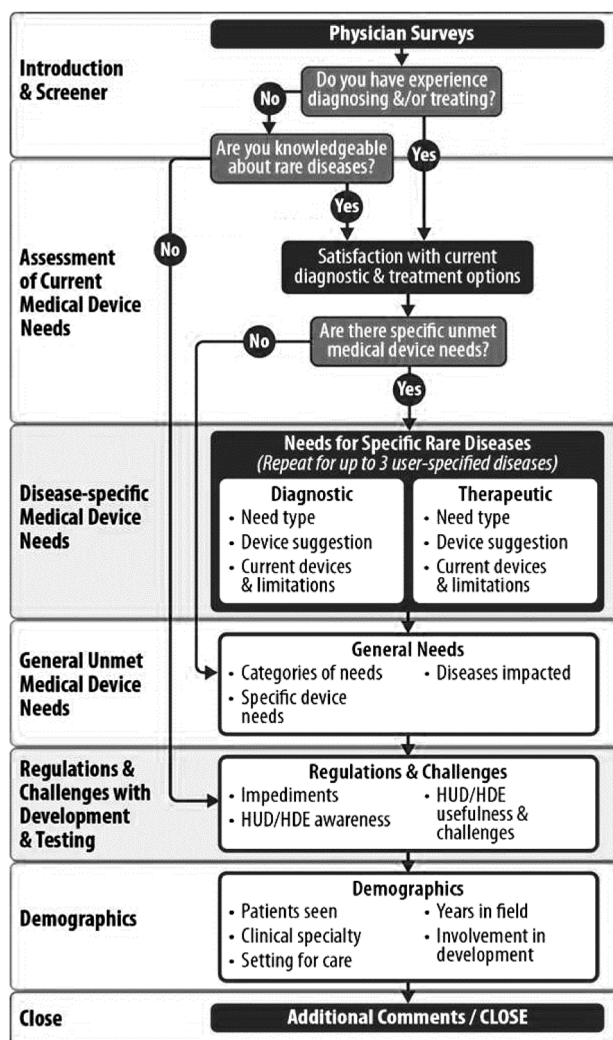 Physician Surveys
Introduction
& Screener
Do you have experience
diagnosing &/or treating?
No
Are you knowledgeable
about rare diseases?
Yes
Yes
No
Assessment
of Current
Medical Device
Needs
Satisfaction with current
diagnostic & treatment options
Are there specific unmet
medical device needs?
No
Yes
Disease-specific
Medical Device
Needs
Needs for Specific Rare Diseases
(Repeat for up to 3 user-specified diseases)
Diagnostic
• Need type
• Device suggestion
• Current devices
& limitations
Therapeutic
• Need type
• Device suggestion
• Current devices
& limitations
General Unmet
Medical Device
Needs
General Needs
• Categories of needs
• Specific device
needs
• Diseases impacted
Regulations &
Challenges with
Development
& Testing
Regulations & Challenges
• Impediments
• HUD/HDE awareness
• HUD/HDE
usefulness &
challenges
Demographics
Demographics
• Patients seen
• Clinical specialty
• Setting for care
• Years in field
• Involvement in
development
Close
Additional Comments / CLOSE